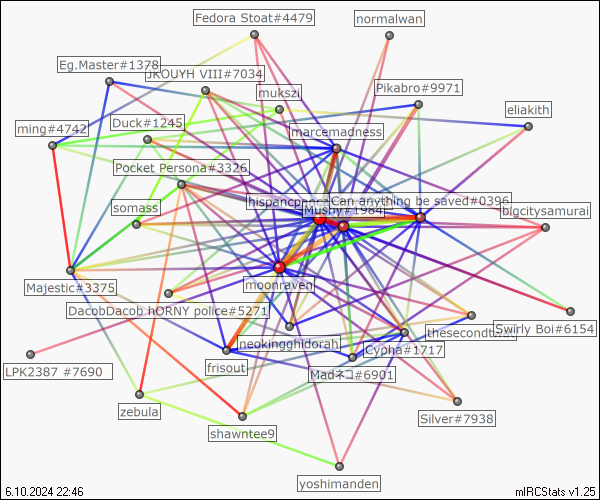 Fedora Stoat#4479
normalwan
Eg.Master#1378
JKOUYH VIII#7034
mukszi
Pikabro#9971
eliakith
ming#4742
Duck#1245
marcemadness
Pocket Persona#3326
somass
Can anything be saved#0396
Mushy#1984
bigcitysamurai
Majestic#3375
moonraven
DacobDacob hORNY police#5271
thesecondtwin
Swirly Boi#6154
neokingghidorah
Cypha#1717
LPK2387 #7690
frisout
Madネコ#6901
zebula
Silver#7938
shawntee9
yoshimanden
6.10.2024 22:46
mIRCStats v1.25